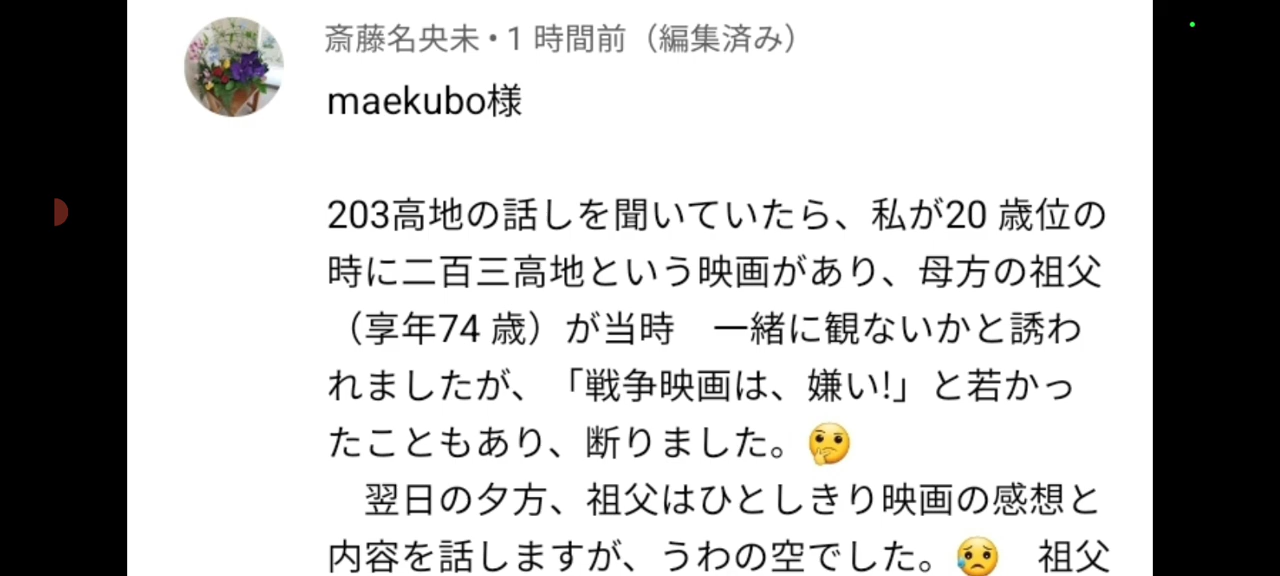 斎藤名央未 • 1 時間前（編集済み）
maekubo様
203高地の話しを聞いていたら、私が20 歳位の
時に二百三高地という映画があり、母方の祖父
（享年74 歳）が当時　一緒に観ないかと誘わ
れましたが、「戦争映画は、嫌い!」と若かっ
たこともあり、断りました。🤔
　翌日の夕方、祖父はひとしきり映画の感想と
内容を話しますが、うわの空でした。😥　祖父